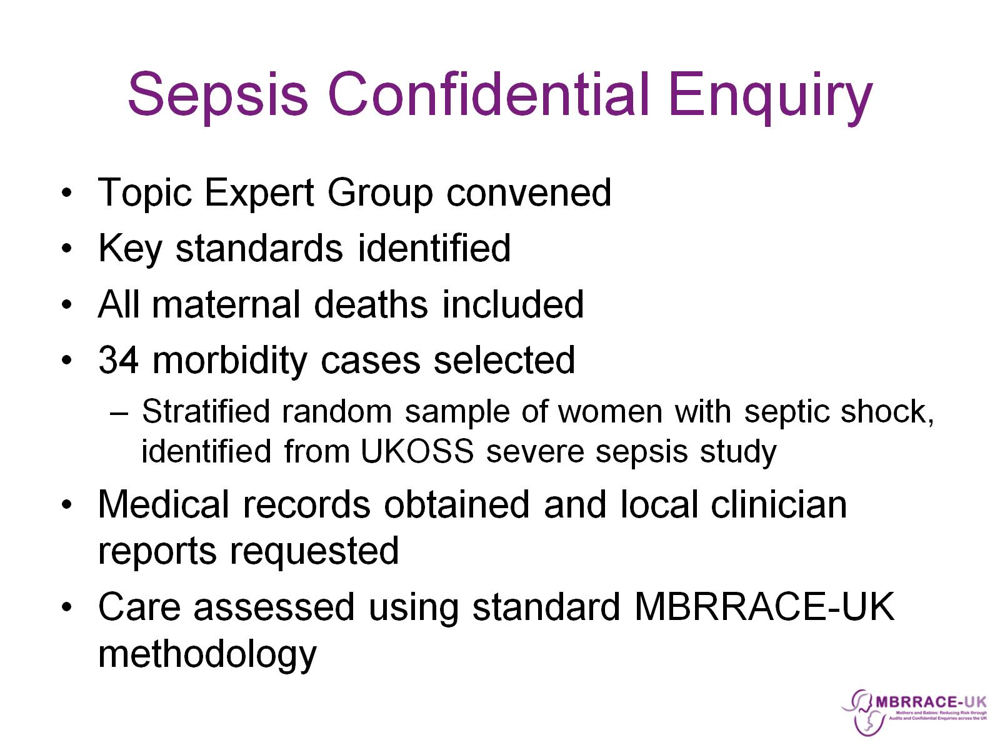 Sepsis Confidential Enquiry
• Topic Expert Group convened
• Key standards identified
• All maternal deaths included
• 34 morbidity cases selected
– Stratified random sample of women with septic shock,
identified from UKOSS severe sepsis study
• Medical records obtained and local clinician
reports requested
• Care assessed using standard MBRRACE-UK
methodology
MBRRACE-UK
Mothers and Babies: Reducing Risk through
Audits and Confidential Enquiries across the UK